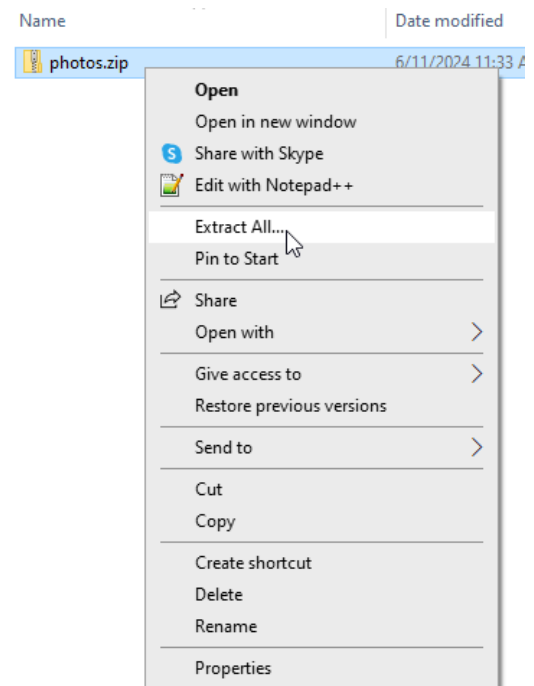 Name Date modified
photos.zip 6/11/2024 11:33 A
Open
Open in new window
Share with Skype
Edit with Notepad++
Extract All...
Pin to Start
Share
Open with
Give access to
Restore previous versions
Send to
Cut
Copy
Create shortcut
Delete
Rename
Properties